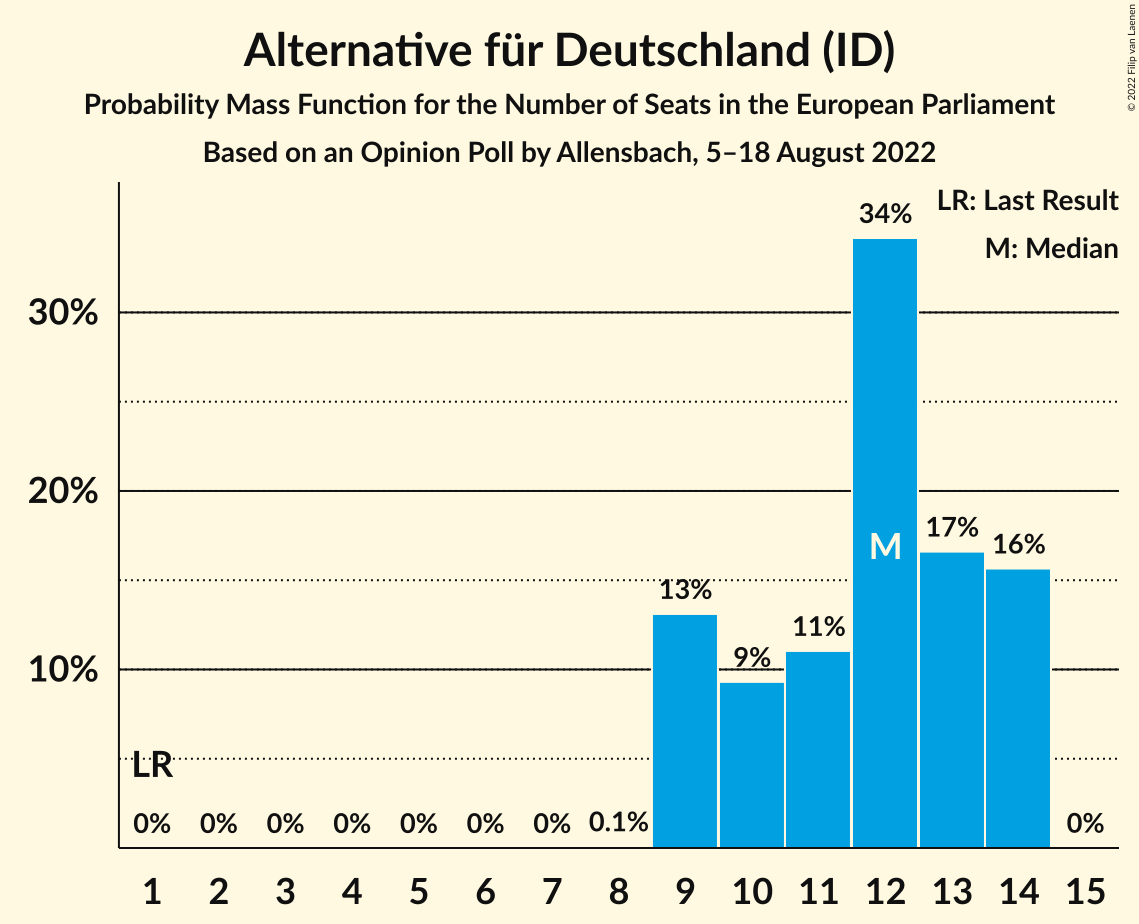 Alternative für Deutschland (ID)
Probability Mass Function for the Number of Seats in the European Parliament
Based on an Opinion Poll by Allensbach, 5–18 August 2022
© 2022 Filip van Laenen
LR: Last Result
M: Median
30%
20%
10%
LR
0%
0%
0%
0%
0%
0%
0%
0.1%
13%
9%
11%
34%
M
17%
16%
0%
1 2 3 4 5 6 7 8 9 10 11 12 13 14 15